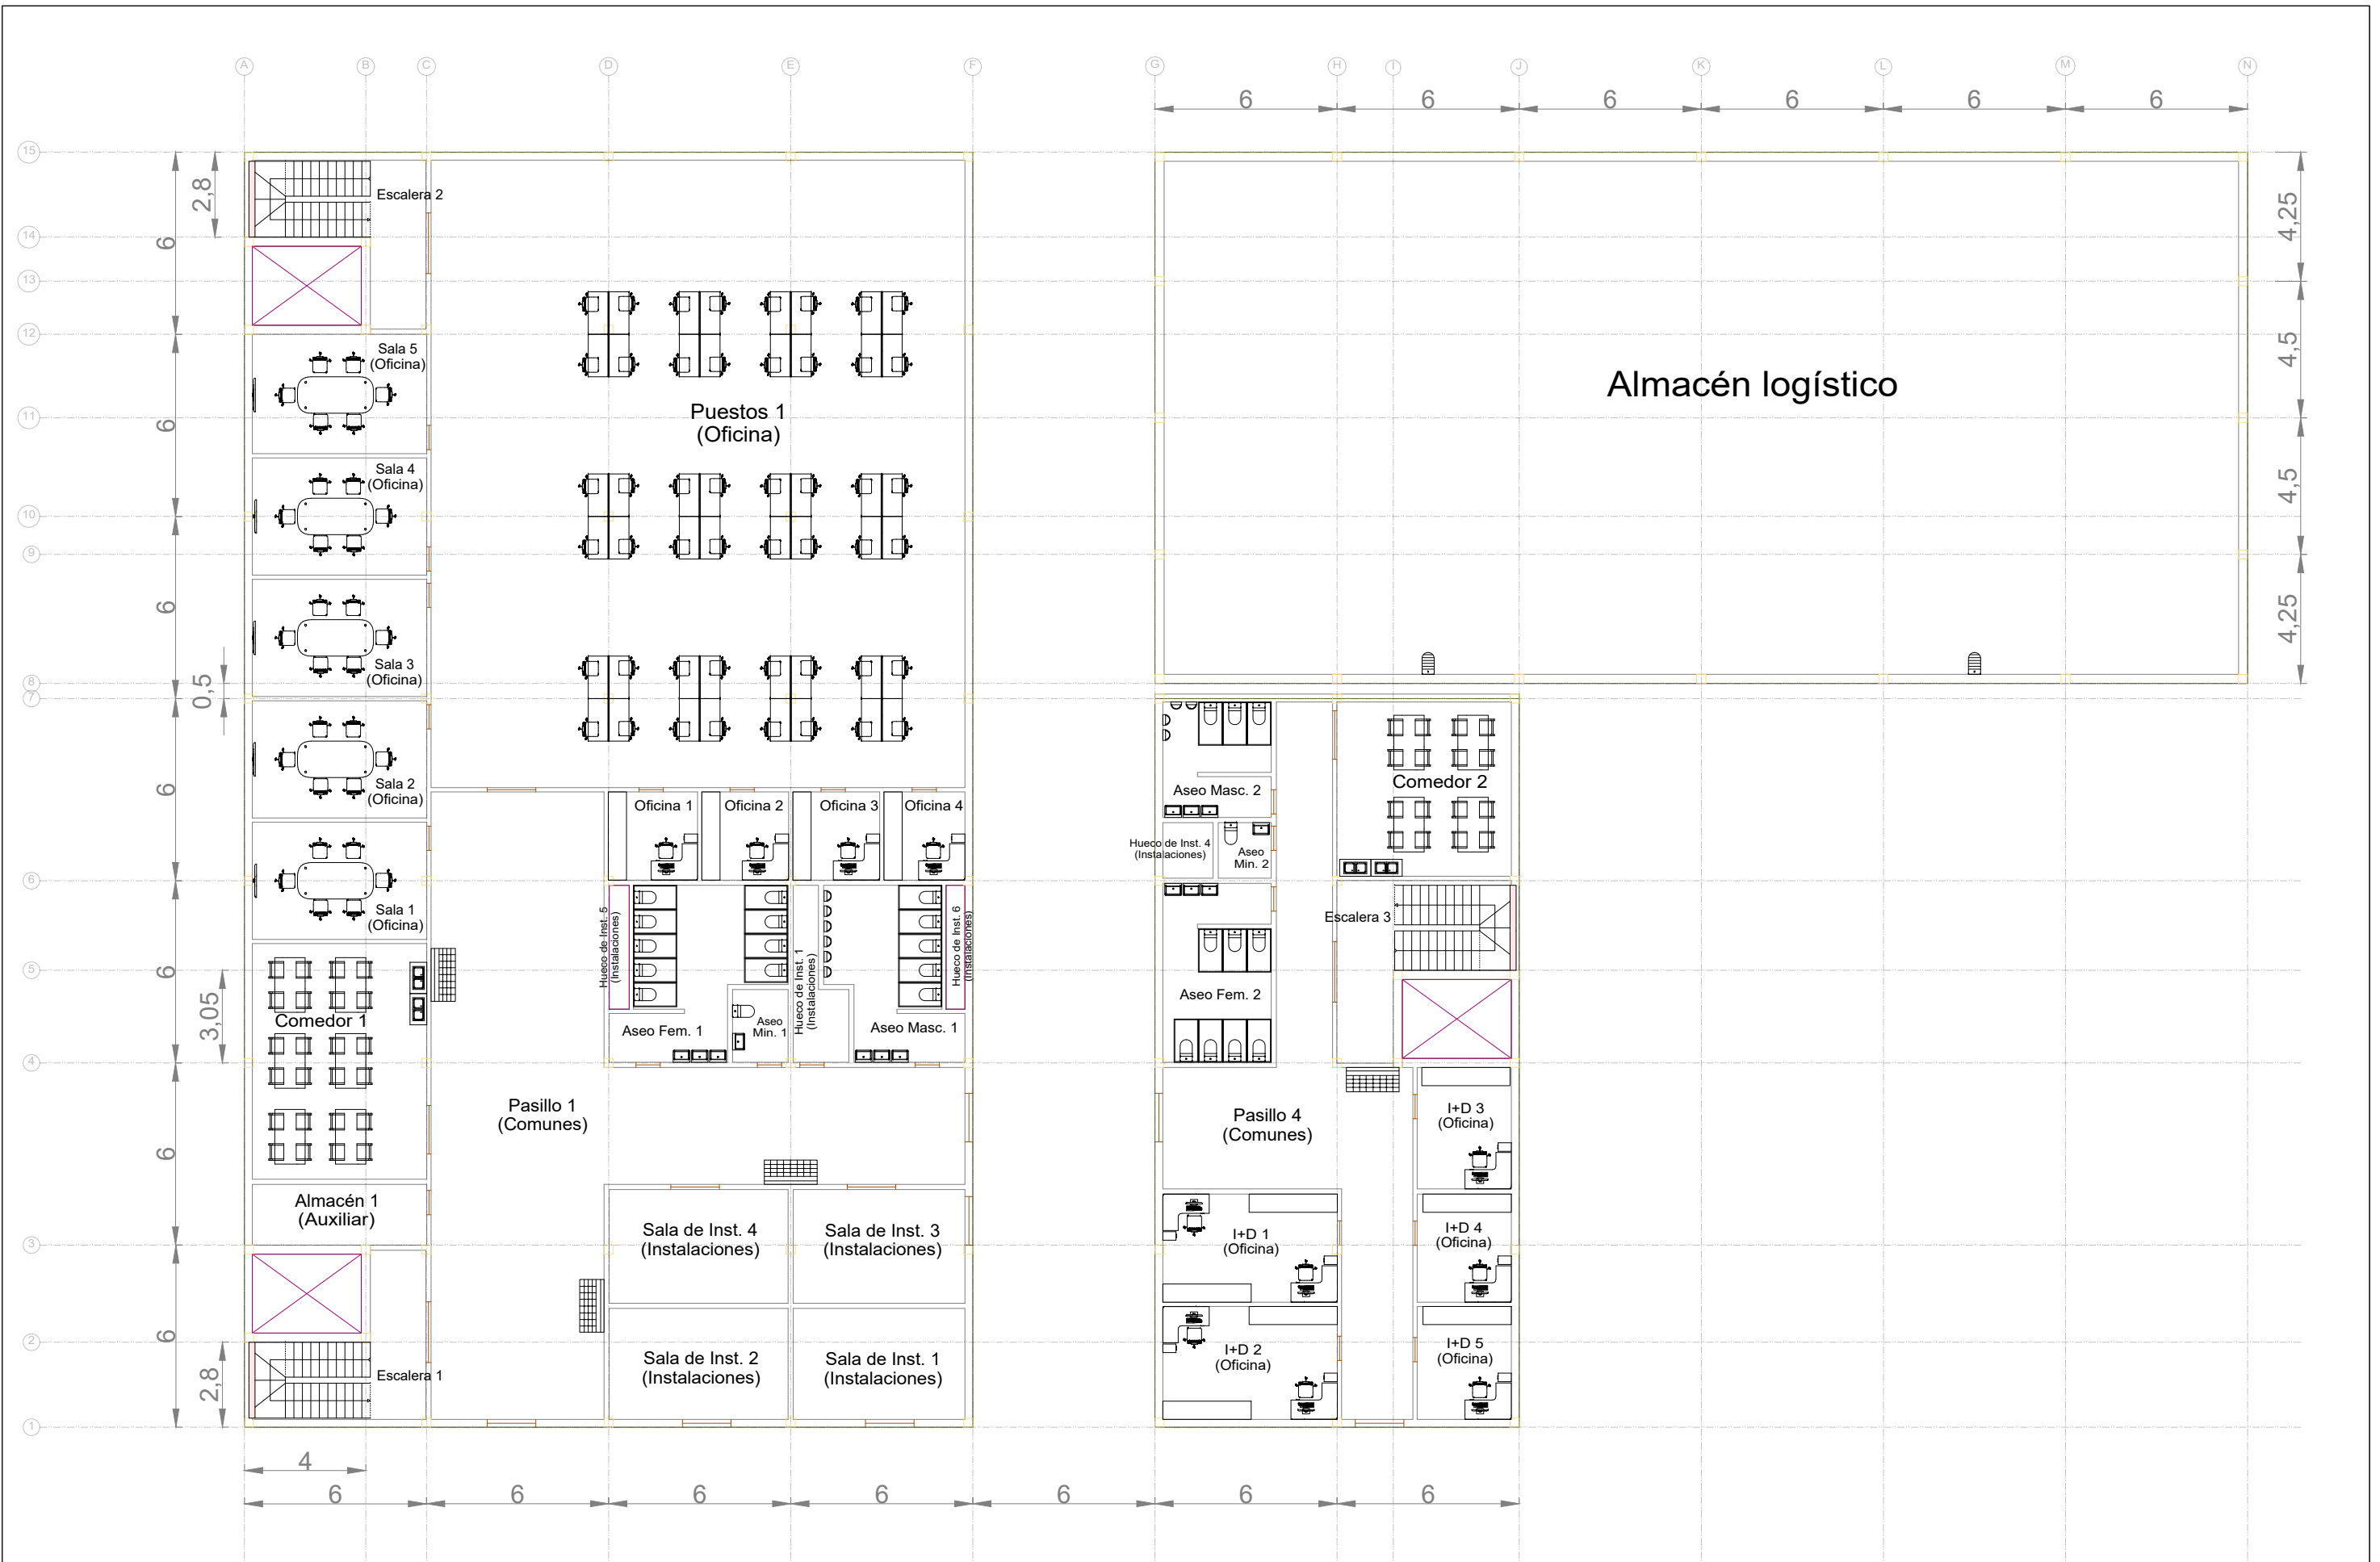 A B C D E F G H I J K L M N
6 6 6 6 6 6
15
14
13
12
11
10
9
8
7
6
5
4
3
2
1
2,8
6
6
6
0,5
6
6
3,05
6
6
2,8
Escalera 2
Sala 5
(Oficina)
Sala 4
(Oficina)
Sala 3
(Oficina)
Sala 2
(Oficina)
Sala 1
(Oficina)
Comedor 1
Almacén 1
(Auxiliar)
Escalera 1
Puestos 1
(Oficina)
Oficina 1
Oficina 2
Oficina 3
Oficina 4
Hueco de Inst. 5
(Instalaciones)
Aseo Fem. 1
Aseo
Min. 1
Hueco de Inst. 1
(Instalaciones)
Aseo Masc. 1
Hueco de Inst. 6
(Instalaciones)
Pasillo 1
(Comunes)
Sala de Inst. 4
(Instalaciones)
Sala de Inst. 3
(Instalaciones)
Sala de Inst. 2
(Instalaciones)
Sala de Inst. 1
(Instalaciones)
Almacén logístico
4,25
4,5
4,5
4,25
Aseo Masc. 2
Hueco de Inst. 4
(Instalaciones)
Aseo
Min. 2
Comedor 2
Escalera 3
Aseo Fem. 2
Pasillo 4
(Comunes)
I+D 3
(Oficina)
I+D 1
(Oficina)
I+D 4
(Oficina)
I+D 2
(Oficina)
I+D 5
(Oficina)
4
6 6 6 6 6 6 6